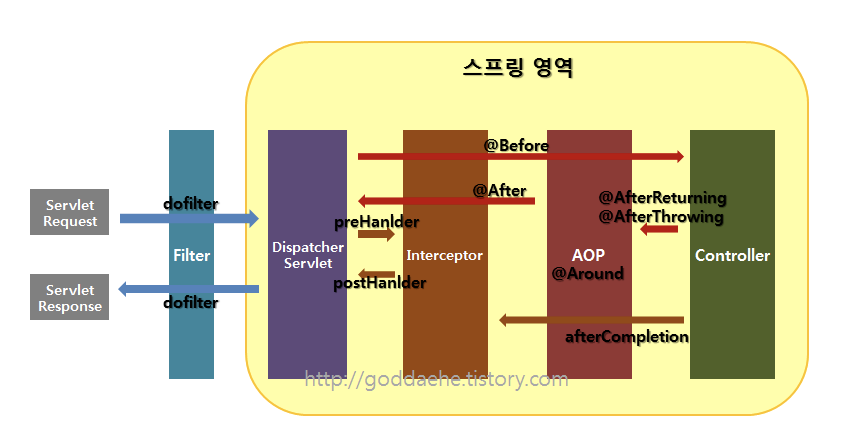 스프링 영역
@Before
@After
@AfterReturning
@AfterThrowing
Servlet
Request
dofilter
preHanlder
Filter
Dispatcher
Servlet
Interceptor
AOP
@Around
Controller
Servlet
Response
dofilter
postHanlder
afterCompletion
http://goddaehe.tistory.com